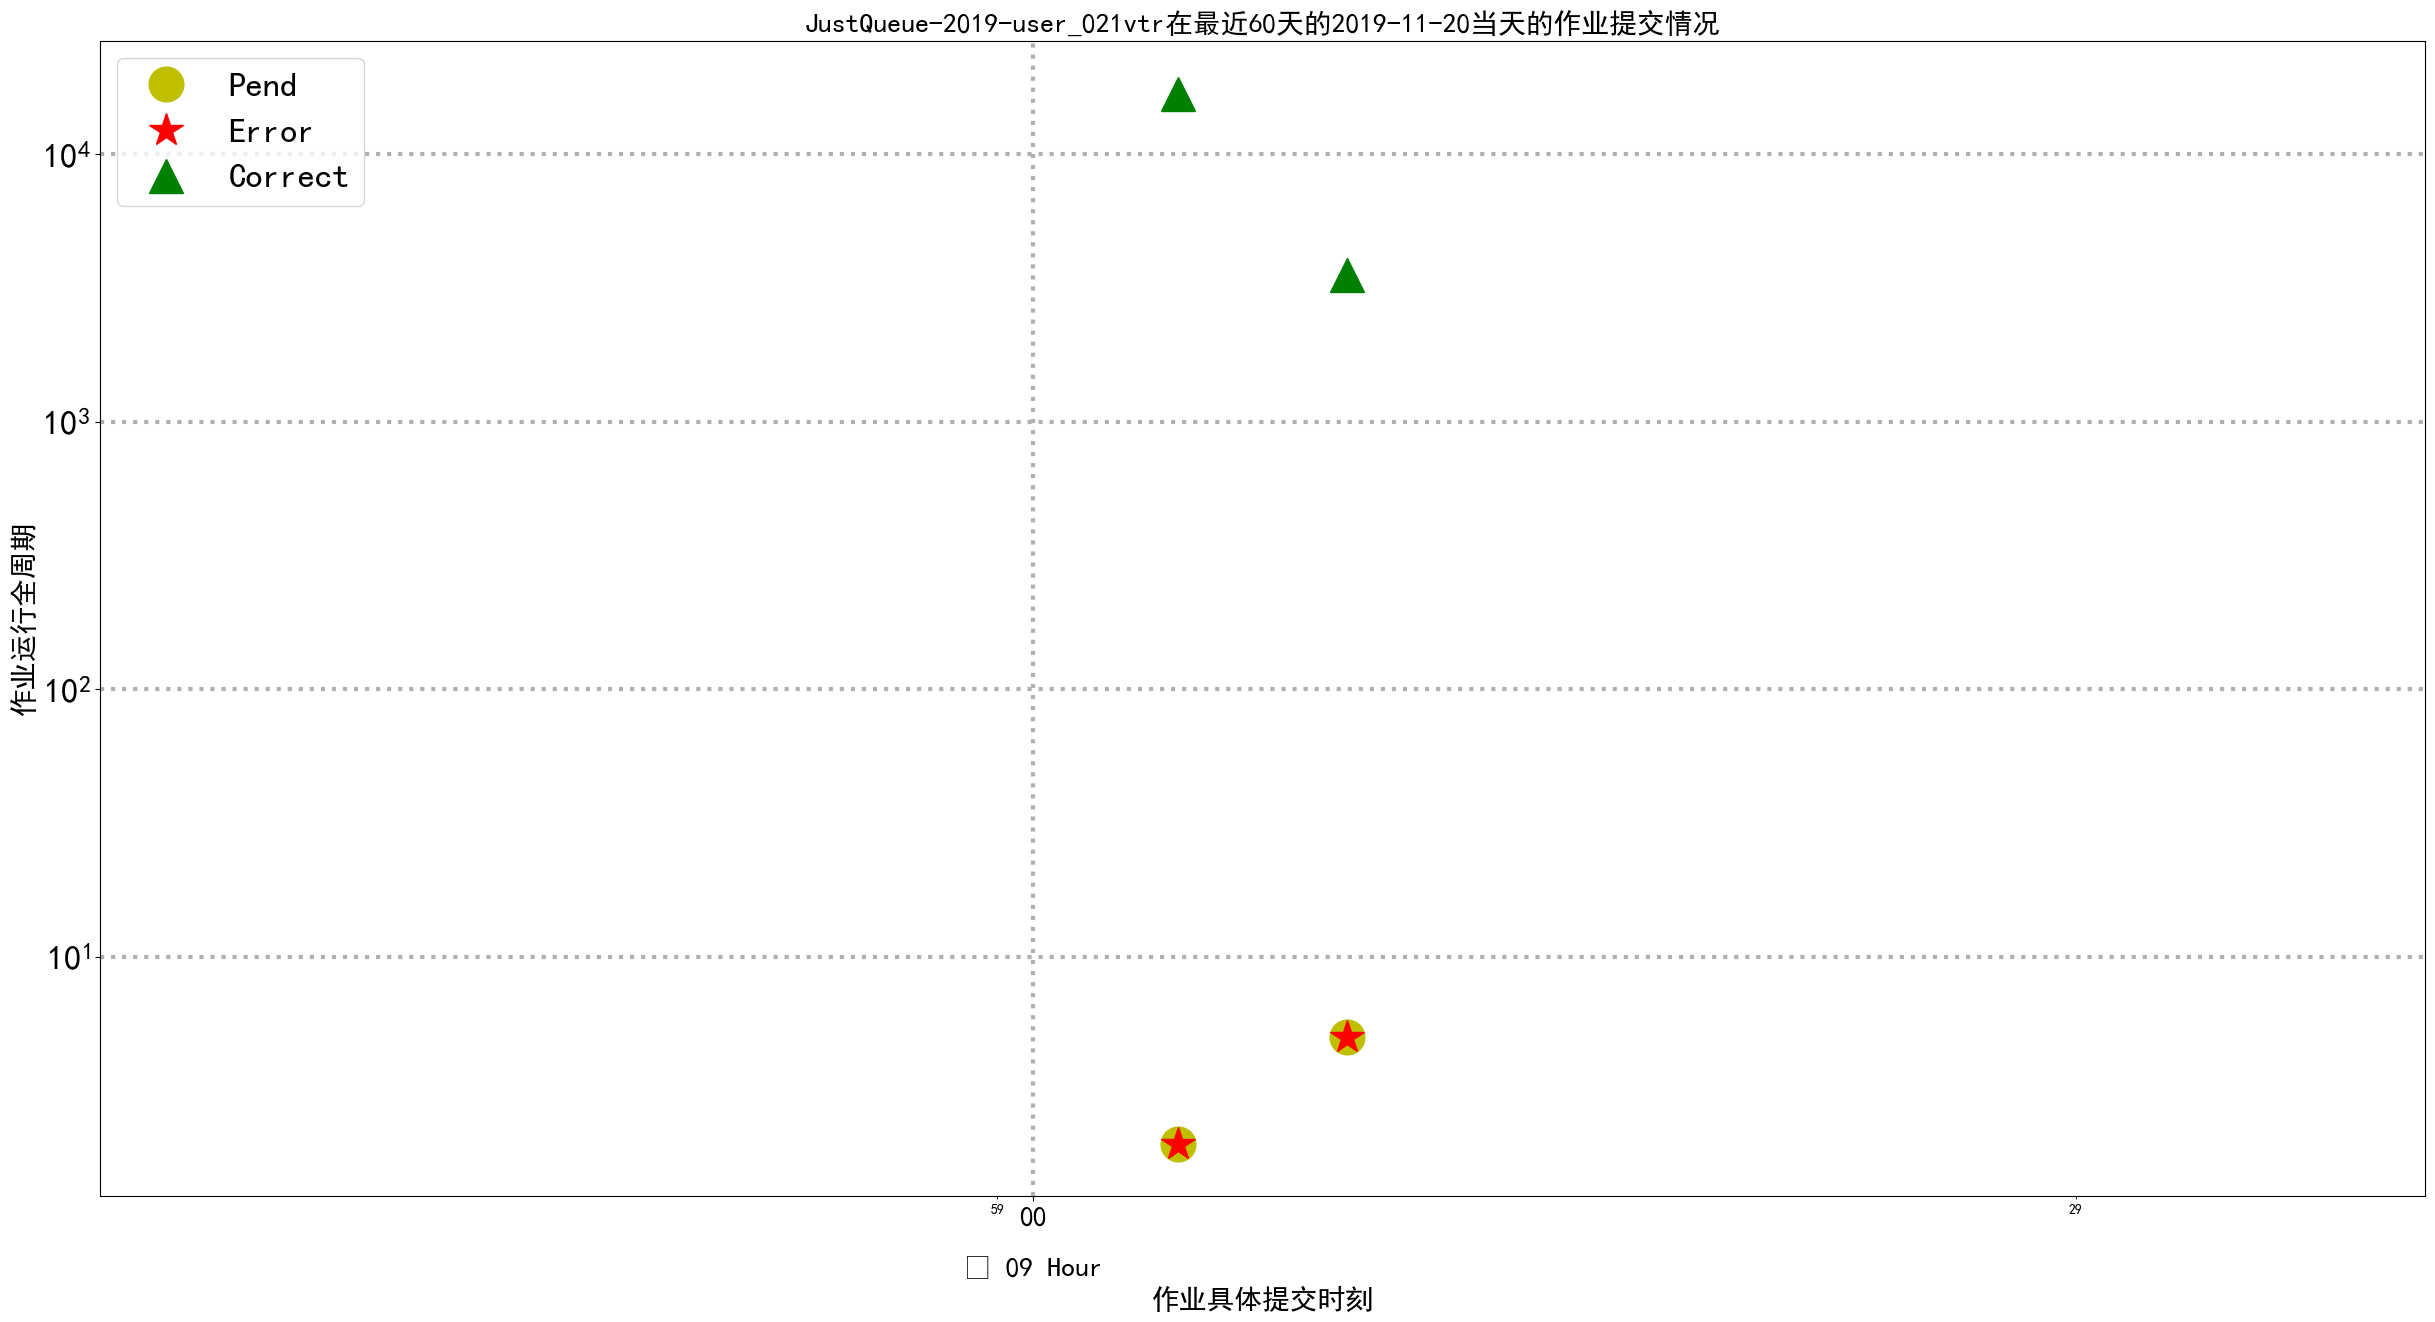 JustQueue-2019-user_021vtr在最近60天的2019-11-20当天的作业提交情况
Pend
Error
Correct
10⁴
10³
10²
10¹
作业运行全周期
59
00
29
□ 09 Hour
作业具体提交时刻